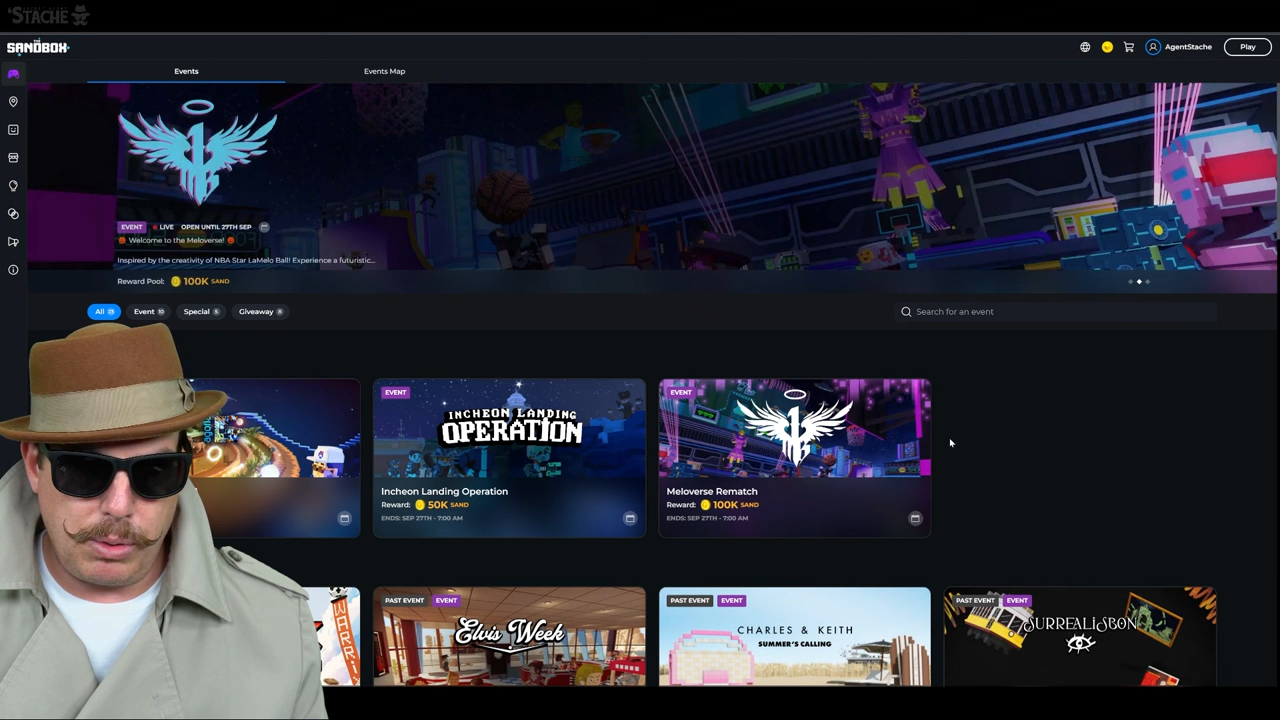 'STACHE
THE
SANDBOX
AgentStache
Play
Events
Events Map
EVENT
LIVE
OPEN UNTIL 27TH SEP
Welcome to the Meloverse!
Inspired by the creativity of NBA Star LaMelo Ball! Experience a futuristic...
Reward Pool:
100K SAND
All
Event 10
Special 5
Giveaway 8
Search for an event
EVENT
INCHEON LANDING
OPERATION
Incheon Landing Operation
Reward: 50K SAND
ENDS: SEP 27TH - 7:00 AM
EVENT
Meloverse Rematch
Reward: 100K SAND
ENDS: SEP 27TH - 7:00 AM
PAST EVENT
EVENT
Elvis Week
PAST EVENT
EVENT
CHARLES & KEITH
SUMMER'S CALLING
PAST EVENT
EVENT
SURREALISBON